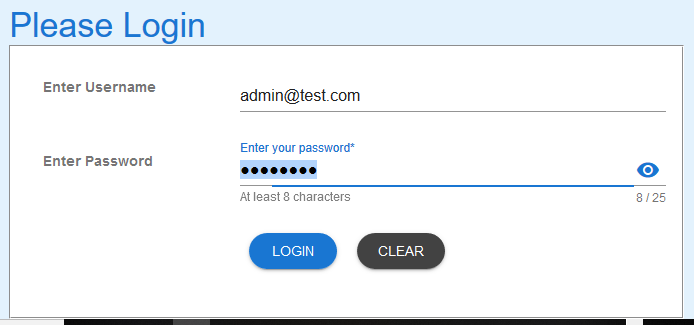 Please Login
Enter Username
admin@test.com
Enter your password*
Enter Password
●●●●●●●●
At least 8 characters 8 / 25
LOGIN CLEAR